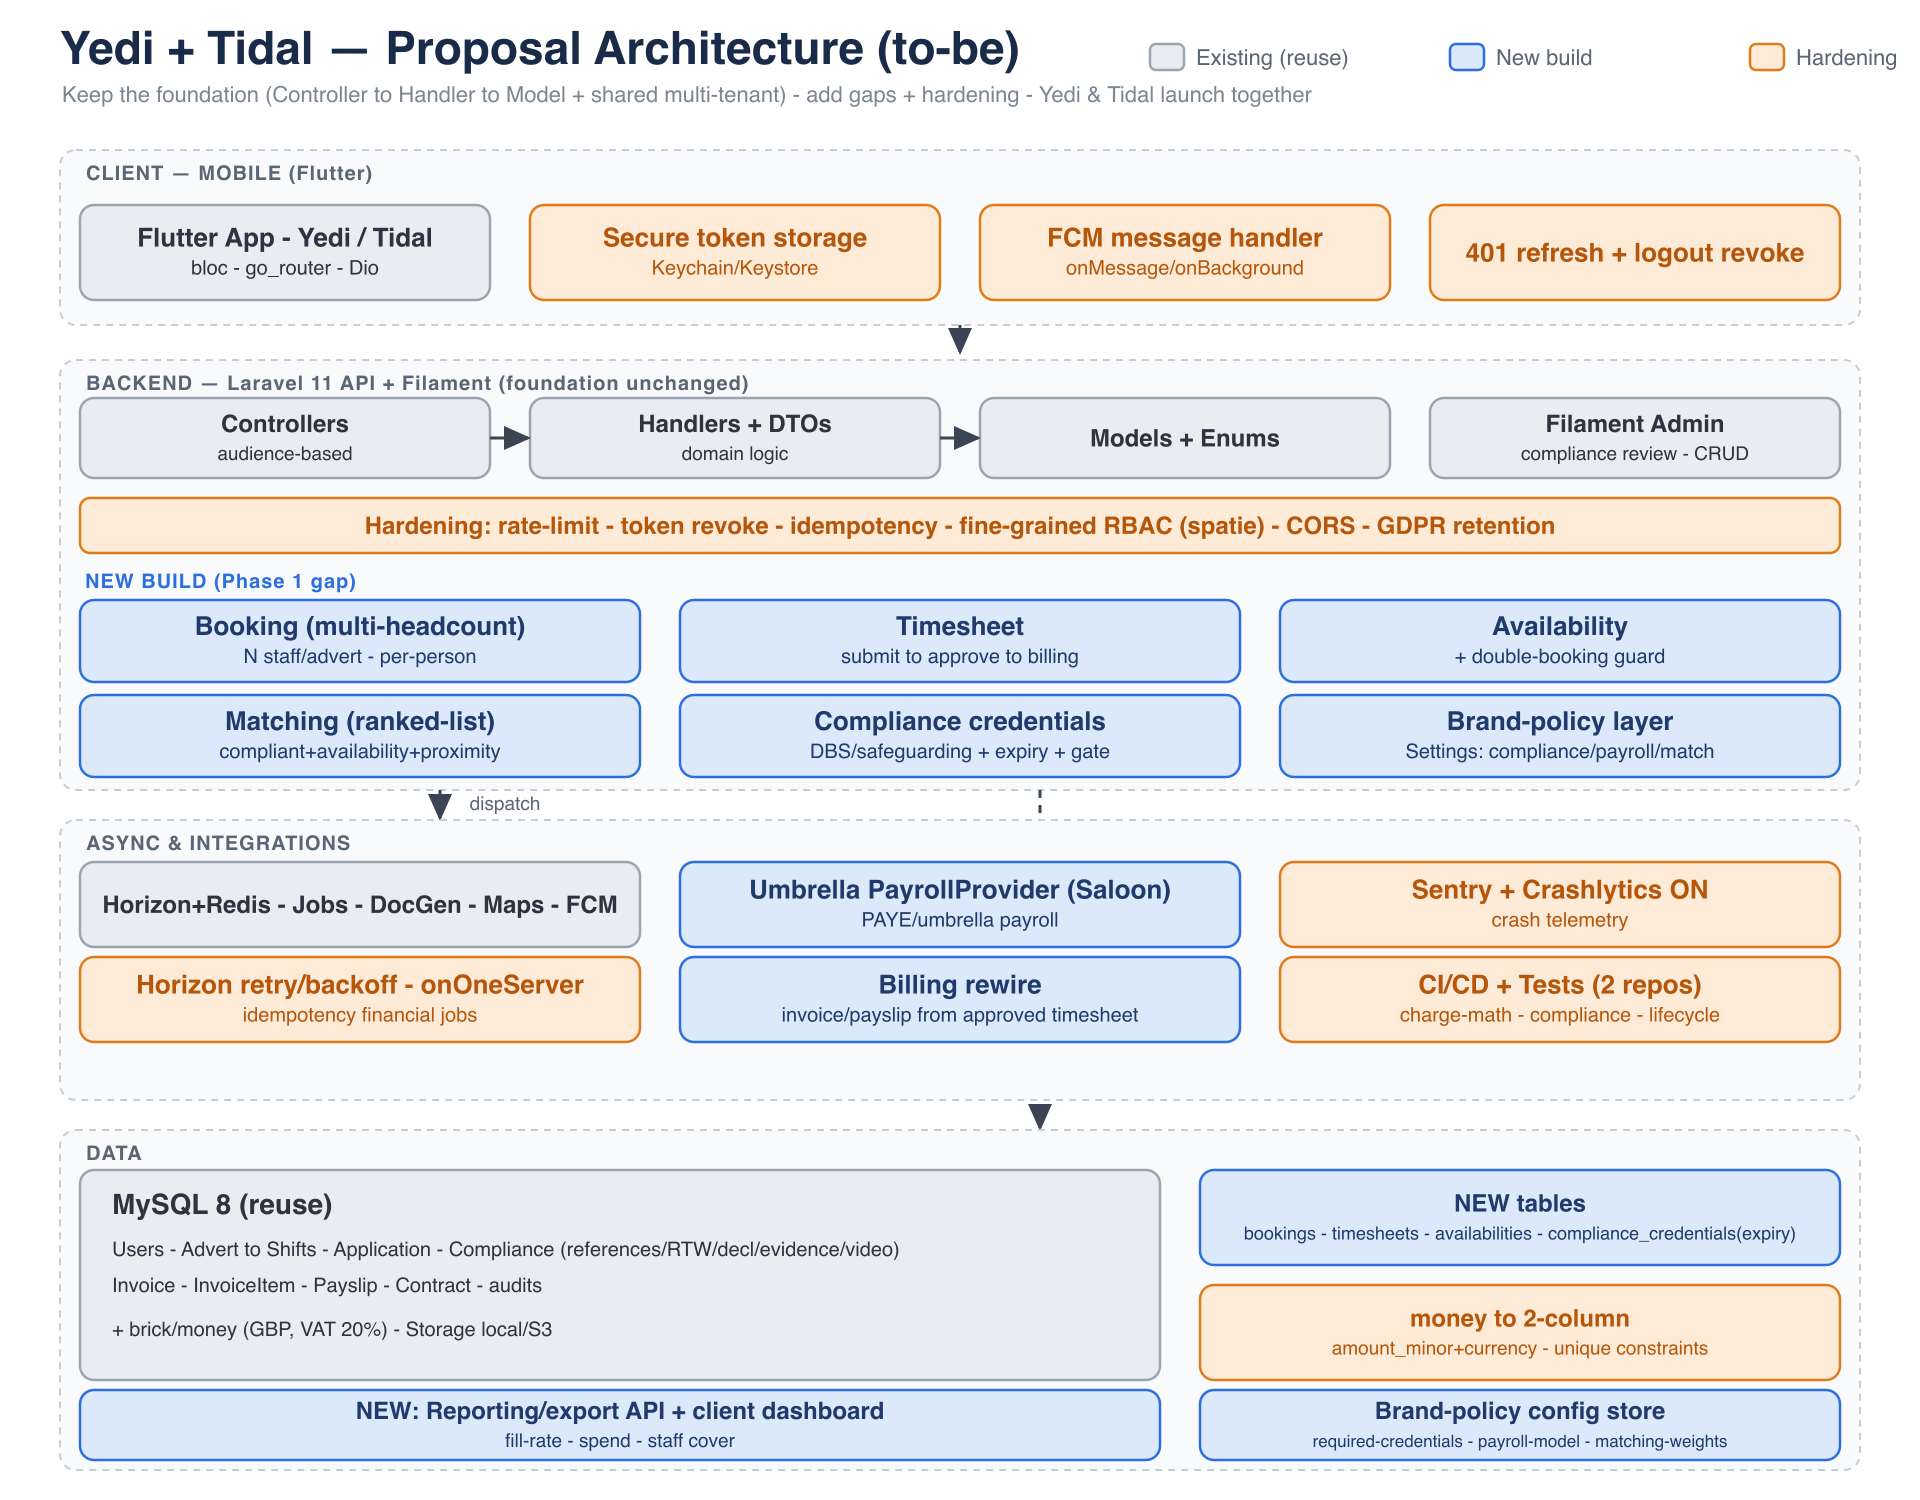 Yedi + Tidal — Proposal Architecture (to-be)
Existing (reuse)
New build
Hardening
Keep the foundation (Controller to Handler to Model + shared multi-tenant) - add gaps + hardening - Yedi & Tidal launch together
CLIENT — MOBILE (Flutter)
Flutter App - Yedi / Tidal
bloc - go_router - Dio
Secure token storage
Keychain/Keystore
FCM message handler
onMessage/onBackground
401 refresh + logout revoke
BACKEND — Laravel 11 API + Filament (foundation unchanged)
Controllers
audience-based
Handlers + DTOs
domain logic
Models + Enums
Filament Admin
compliance review - CRUD
Hardening: rate-limit - token revoke - idempotency - fine-grained RBAC (spatie) - CORS - GDPR retention
NEW BUILD (Phase 1 gap)
Booking (multi-headcount)
N staff/advert - per-person
Timesheet
submit to approve to billing
Availability
+ double-booking guard
Matching (ranked-list)
compliant+availability+proximity
Compliance credentials
DBS/safeguarding + expiry + gate
Brand-policy layer
Settings: compliance/payroll/match
dispatch
ASYNC & INTEGRATIONS
Horizon+Redis - Jobs - DocGen - Maps - FCM
Umbrella PayrollProvider (Saloon)
PAYE/umbrella payroll
Sentry + Crashlytics ON
crash telemetry
Horizon retry/backoff - onOneServer
idempotency financial jobs
Billing rewire
invoice/payslip from approved timesheet
CI/CD + Tests (2 repos)
charge-math - compliance - lifecycle
DATA
MySQL 8 (reuse)
Users - Advert to Shifts - Application - Compliance (references/RTW/decl/evidence/video)
Invoice - InvoiceItem - Payslip - Contract - audits
+ brick/money (GBP, VAT 20%) - Storage local/S3
NEW tables
bookings - timesheets - availabilities - compliance_credentials(expiry)
money to 2-column
amount_minor+currency - unique constraints
NEW: Reporting/export API + client dashboard
fill-rate - spend - staff cover
Brand-policy config store
required-credentials - payroll-model - matching-weights